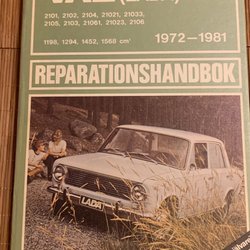 2101, 2102, 2104, 21021, 21033,
2105, 2103, 21061, 21023, 2106
1198, 1294, 1452, 1568 cm³
1972–1981
REPARATIONSHANDBOK
LADA